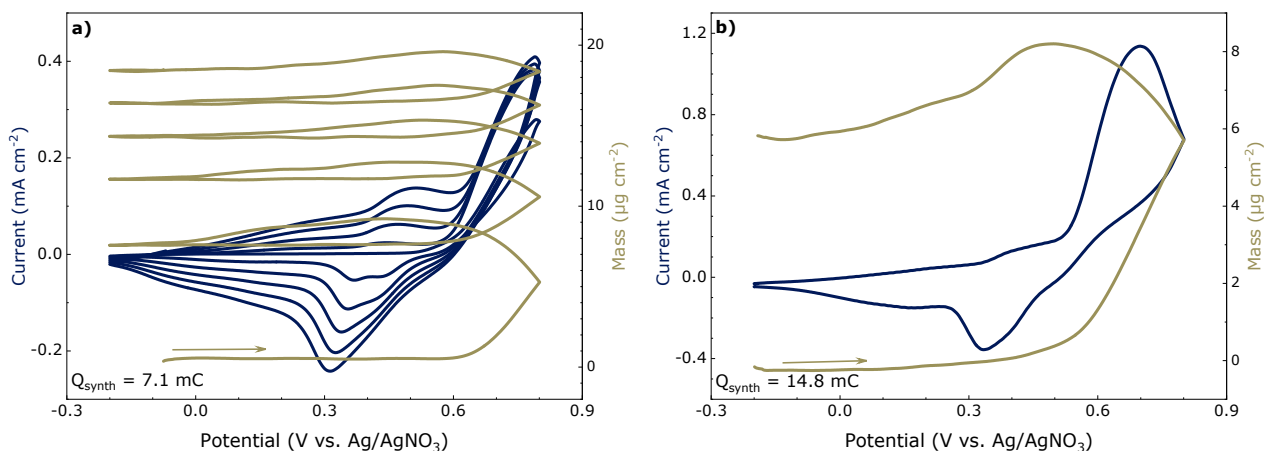 a)
Current (mA cm-2)
0.4
0.2
0.0
-0.2
20
10
0
Mass (µg cm-2)
Qsynth = 7.1 mC
-0.3
0.0
0.3
0.6
0.9
Potential (V vs. Ag/AgNO3)
b)
Current (mA cm-2)
1.2
0.8
0.4
0.0
-0.4
8
6
4
2
0
Mass (µg cm-2)
Qsynth = 14.8 mC
-0.3
0.0
0.3
0.6
0.9
Potential (V vs. Ag/AgNO3)